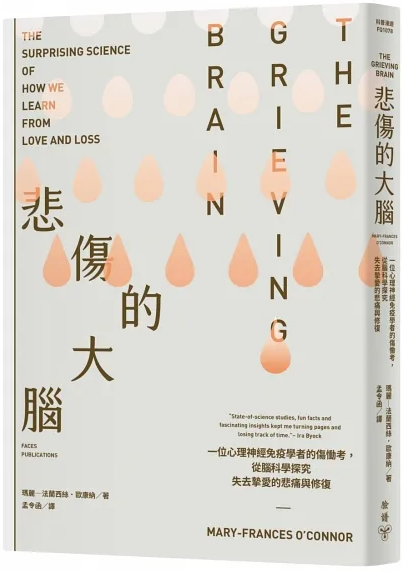 THE
SURPRISING SCIENCE
OF
HOW WE
LEARN
FROM
LOVE AND LOSS
THE
GRIEVING
BRAIN
悲傷的大腦
FACES
PUBLICATIONS
瑪麗─法蘭西絲・歐康納/著
孟令函/譯
"State-of-science studies, fun facts and
fascinating insights kept me turning pages and
losing track of time."– Ira Byock
一位心理神經免疫學者的傷慟考,
從腦科學探究
失去摯愛的悲痛與修復
MARY-FRANCES O'CONNOR
科普漫遊
FQ1078
THE
GRIEVING
BRAIN
悲傷的大腦
MARY-FRANCES
O'CONNOR
一位心理神經免疫學者的傷慟考,
從腦科學探究
失去摯愛的悲痛與修復
瑪麗─法蘭西絲・歐康納/著
孟令函/譯
臉譜